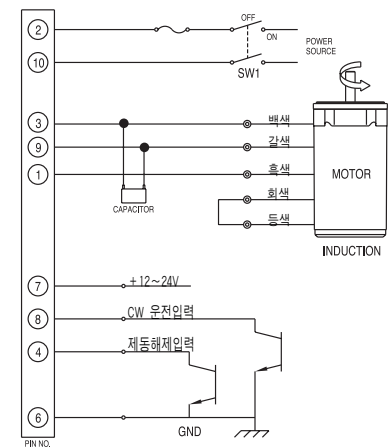 2
OFF
ON
POWER
SOURCE
10
SW1
3
백색
9
갈색
1
흑색
MOTOR
회색
CAPACITOR
등색
INDUCTION
7
+12~24V
8
CW 운전입력
4
제동해제입력
6
GND
PIN NO.